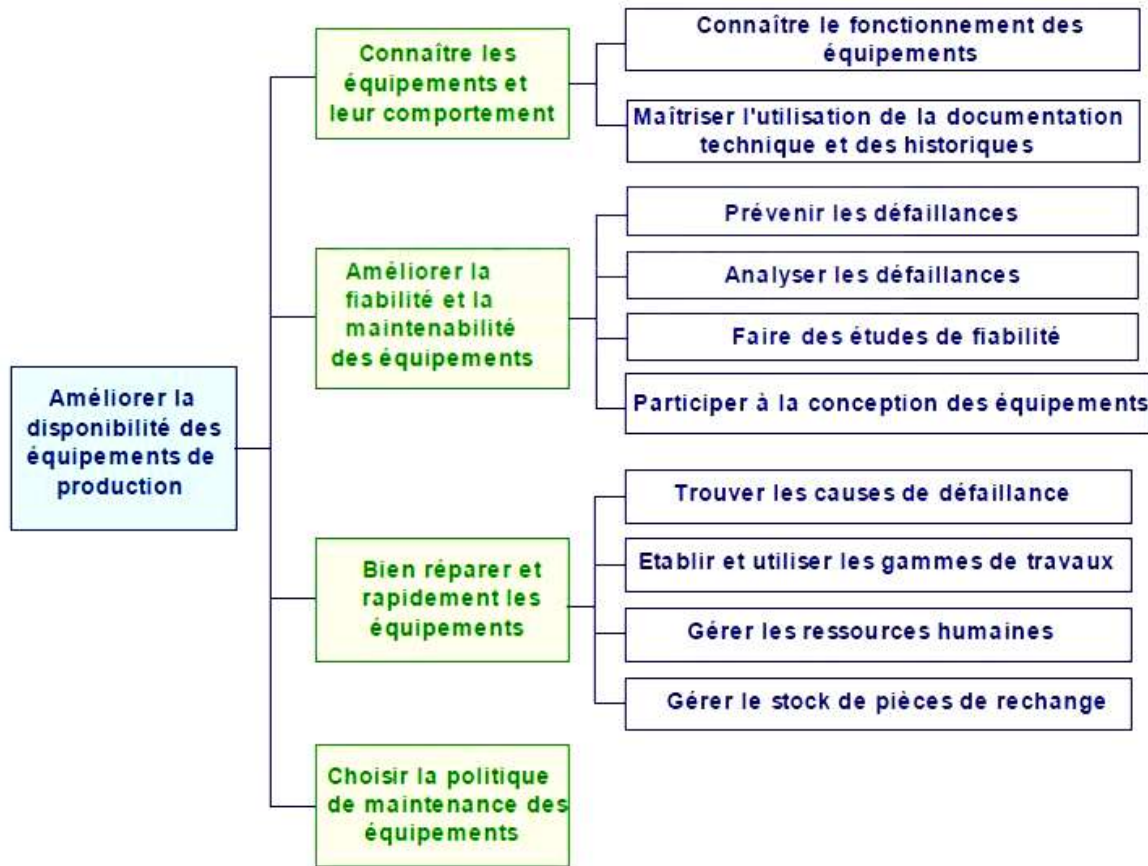 Améliorer la
disponibilité des
équipements de
production
Connaître les
équipements et
leur comportement
Connaître le fonctionnement des
équipements
Maîtriser l'utilisation de la documentation
technique et des historiques
Améliorer la
fiabilité et la
maintenabilité
des équipements
Prévenir les défaillances
Analyser les défaillances
Faire des études de fiabilité
Participer à la conception des équipements
Bien réparer et
rapidement les
équipements
Trouver les causes de défaillance
Etablir et utiliser les gammes de travaux
Gérer les ressources humaines
Gérer le stock de pièces de rechange
Choisir la politique
de maintenance des
équipements